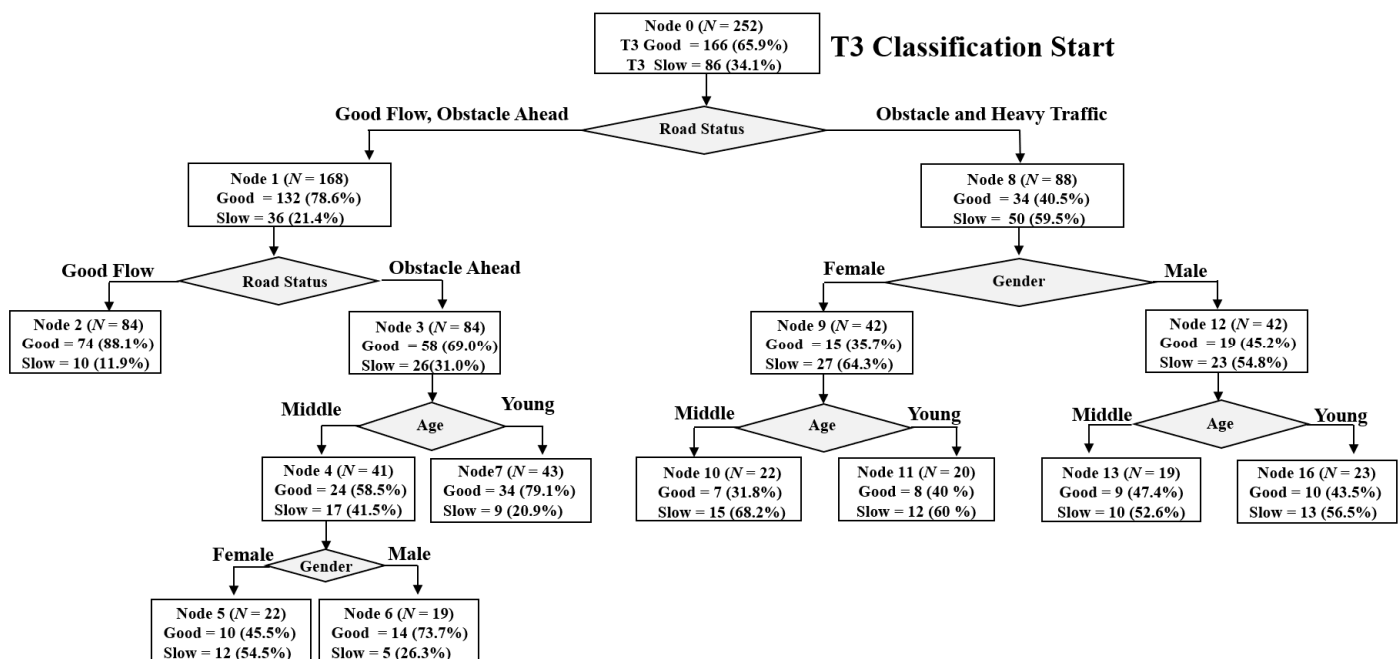 Node 0 (N = 252)
T3 Good = 166 (65.9%)
T3 Slow = 86 (34.1%)
T3 Classification Start
Good Flow, Obstacle Ahead
Road Status
Obstacle and Heavy Traffic
Node 1 (N = 168)
Good = 132 (78.6%)
Slow = 36 (21.4%)
Node 8 (N = 88)
Good = 34 (40.5%)
Slow = 50 (59.5%)
Good Flow
Road Status
Obstacle Ahead
Female
Gender
Male
Node 2 (N = 84)
Good = 74 (88.1%)
Slow = 10 (11.9%)
Node 3 (N = 84)
Good = 58 (69.0%)
Slow = 26(31.0%)
Node 9 (N = 42)
Good = 15 (35.7%)
Slow = 27 (64.3%)
Node 12 (N = 42)
Good = 19 (45.2%)
Slow = 23 (54.8%)
Middle
Age
Young
Middle
Age
Young
Middle
Age
Young
Node 4 (N = 41)
Good = 24 (58.5%)
Slow = 17 (41.5%)
Node7 (N = 43)
Good = 34 (79.1%)
Slow = 9 (20.9%)
Node 10 (N = 22)
Good = 7 (31.8%)
Slow = 15 (68.2%)
Node 11 (N = 20)
Good = 8 (40 %)
Slow = 12 (60 %)
Node 13 (N = 19)
Good = 9 (47.4%)
Slow = 10 (52.6%)
Node 16 (N = 23)
Good = 10 (43.5%)
Slow = 13 (56.5%)
Female
Gender
Male
Node 5 (N = 22)
Good = 10 (45.5%)
Slow = 12 (54.5%)
Node 6 (N = 19)
Good = 14 (73.7%)
Slow = 5 (26.3%)